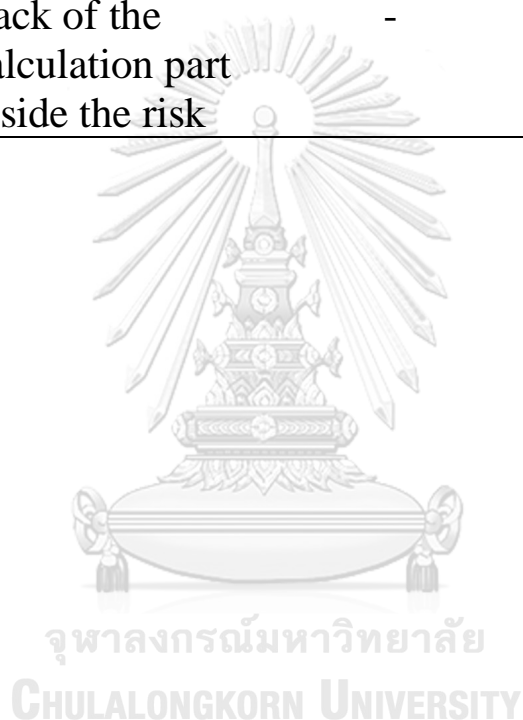 ack of the -
alculation part
side the risk
จุฬาลงกรณ์มหาวิทยาลัย
CHULALONGKORN UNIVERSITY